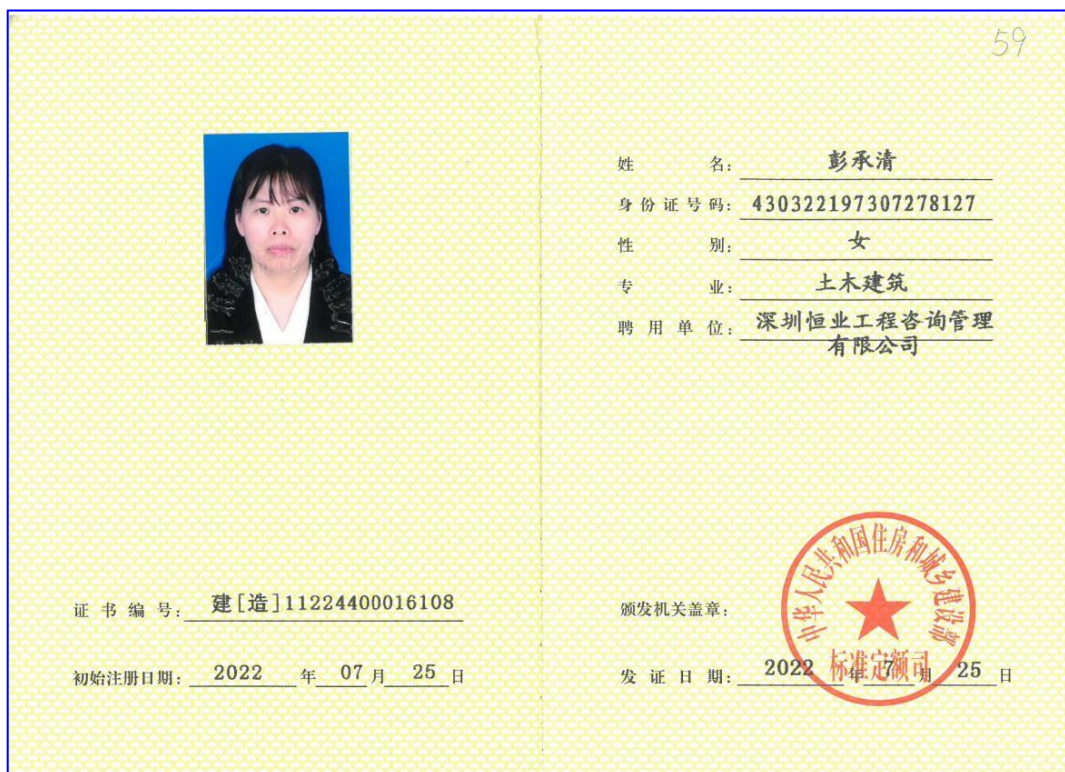 59
姓 名: 彭承清
身份证号码: 430322197307278127
性 别: 女
专 业: 土木建筑
聘用单位: 深圳恒业工程咨询管理
有限公司
证书编号: 建[造]11224400016108
初始注册日期: 2022 年 07 月 25 日
颁发机关盖章:
中华人民共和国住房和城乡建设部
标准定额司
发证日期: 2022 年 7 月 25 日